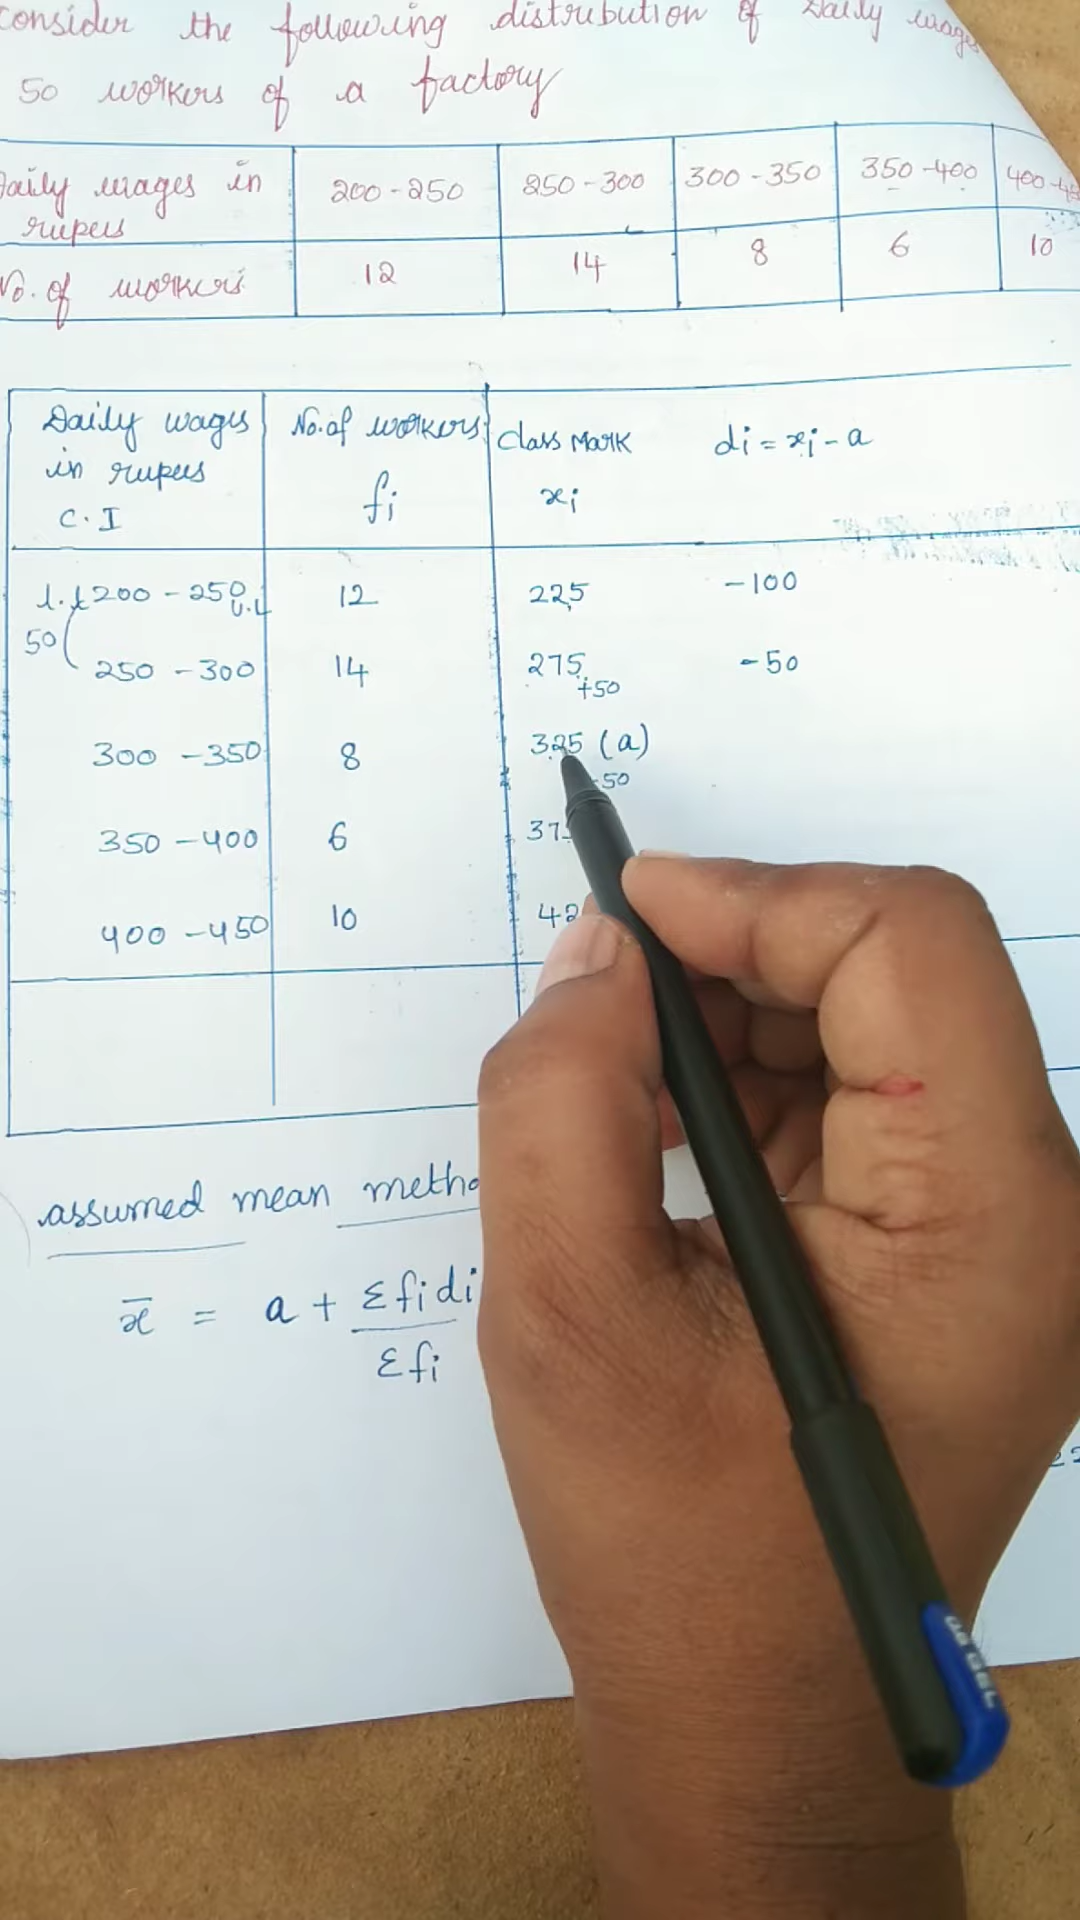 consider the following distribution of Daily wages
50 workers of a factory
Daily wages in rupees 200-250 250-300 300-350 350-400
No. of workers 12 14 8 6 10
Daily wages in rupees C.I No. of workers fi Class Mark xi di = xi - a
l.t 200 - 250 U.L 12 225 -100
50
250 - 300 14 275 -50
+50
300 - 350 8 325 (a)
50
350 - 400 6
400 - 450 10
assumed mean
x̄ = a + Σfidi
Σfi